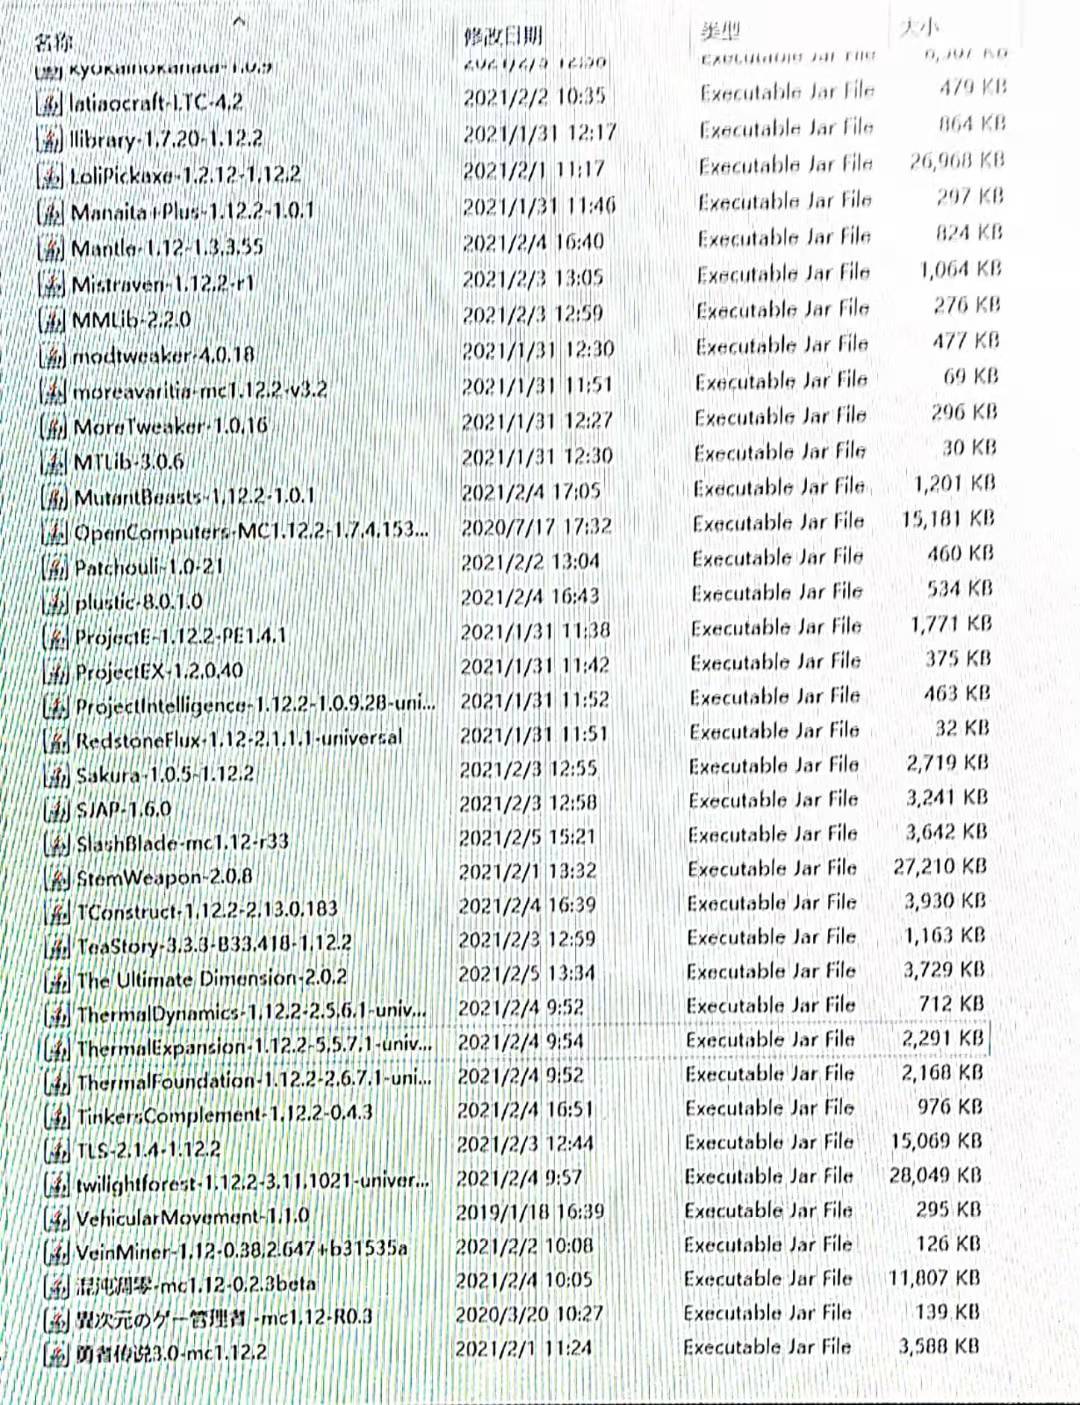 名称 修改日期 类型 大小
kyokainokanata-1.0.9 Executable Jar File
latiaocraft-LTC-4.2 2021/2/2 10:35 Executable Jar File 479 KB
llibrary-1.7.20-1.12.2 2021/1/31 12:17 Executable Jar File 864 KB
LoliPickaxe-1.2.12-1.12.2 2021/2/1 11:17 Executable Jar File 26,968 KB
Manaita+Plus-1.12.2-1.0.1 2021/1/31 11:46 Executable Jar File 297 KB
Mantle-1.12-1.3.3.55 2021/2/4 16:40 Executable Jar File 824 KB
Mistraven-1.12.2-r1 2021/2/3 13:05 Executable Jar File 1,064 KB
MMLib-2.2.0 2021/2/3 12:59 Executable Jar File 276 KB
modtweaker-4.0.18 2021/1/31 12:30 Executable Jar File 477 KB
moreavaritia-mc1.12.2-v3.2 2021/1/31 11:51 Executable Jar File 69 KB
MoreTweaker-1.0.16 2021/1/31 12:27 Executable Jar File 296 KB
MTLib-3.0.6 2021/1/31 12:30 Executable Jar File 30 KB
MutantBeasts-1.12.2-1.0.1 2021/2/4 17:05 Executable Jar File 1,201 KB
OpenComputers-MC1.12.2-1.7.4.153... 2020/7/17 17:32 Executable Jar File 15,181 KB
Patchouli-1.0-21 2021/2/2 13:04 Executable Jar File 460 KB
plustic-8.0.1.0 2021/2/4 16:43 Executable Jar File 534 KB
ProjectE-1.12.2-PE1.4.1 2021/1/31 11:38 Executable Jar File 1,771 KB
ProjectEX-1.2.0.40 2021/1/31 11:42 Executable Jar File 375 KB
ProjectIntelligence-1.12.2-1.0.9.28-uni... 2021/1/31 11:52 Executable Jar File 463 KB
RedstoneFlux-1.12-2.1.1.1-universal 2021/1/31 11:51 Executable Jar File 32 KB
Sakura-1.0.5-1.12.2 2021/2/3 12:55 Executable Jar File 2,719 KB
SJAP-1.6.0 2021/2/3 12:58 Executable Jar File 3,241 KB
SlashBlade-mc1.12-r33 2021/2/5 15:21 Executable Jar File 3,642 KB
StemWeapon-2.0.8 2021/2/1 13:32 Executable Jar File 27,210 KB
TConstruct-1.12.2-2.13.0.183 2021/2/4 16:39 Executable Jar File 3,930 KB
TeaStory-3.3.3-B33.418-1.12.2 2021/2/3 12:59 Executable Jar File 1,163 KB
The Ultimate Dimension-2.0.2 2021/2/5 13:34 Executable Jar File 3,729 KB
ThermalDynamics-1.12.2-2.5.6.1-univ... 2021/2/4 9:52 Executable Jar File 712 KB
ThermalExpansion-1.12.2-5.5.7.1-univ... 2021/2/4 9:54 Executable Jar File 2,291 KB
ThermalFoundation-1.12.2-2.6.7.1-uni... 2021/2/4 9:52 Executable Jar File 2,168 KB
TinkersComplement-1.12.2-0.4.3 2021/2/4 16:51 Executable Jar File 976 KB
TLS-2.1.4-1.12.2 2021/2/3 12:44 Executable Jar File 15,069 KB
twilightforest-1.12.2-3.11.1021-univer... 2021/2/4 9:57 Executable Jar File 28,049 KB
VehicularMovement-1.1.0 2019/1/18 16:39 Executable Jar File 295 KB
VeinMiner-1.12-0.38.2.647+b31535a 2021/2/2 10:08 Executable Jar File 126 KB
混沌凋零-mc1.12-0.2.3beta 2021/2/4 10:05 Executable Jar File 11,807 KB
異次元のゲー管理者 -mc1.12-R0.3 2020/3/20 10:27 Executable Jar File 139 KB
勇者传说3.0-mc1.12.2 2021/2/1 11:24 Executable Jar File 3,588 KB